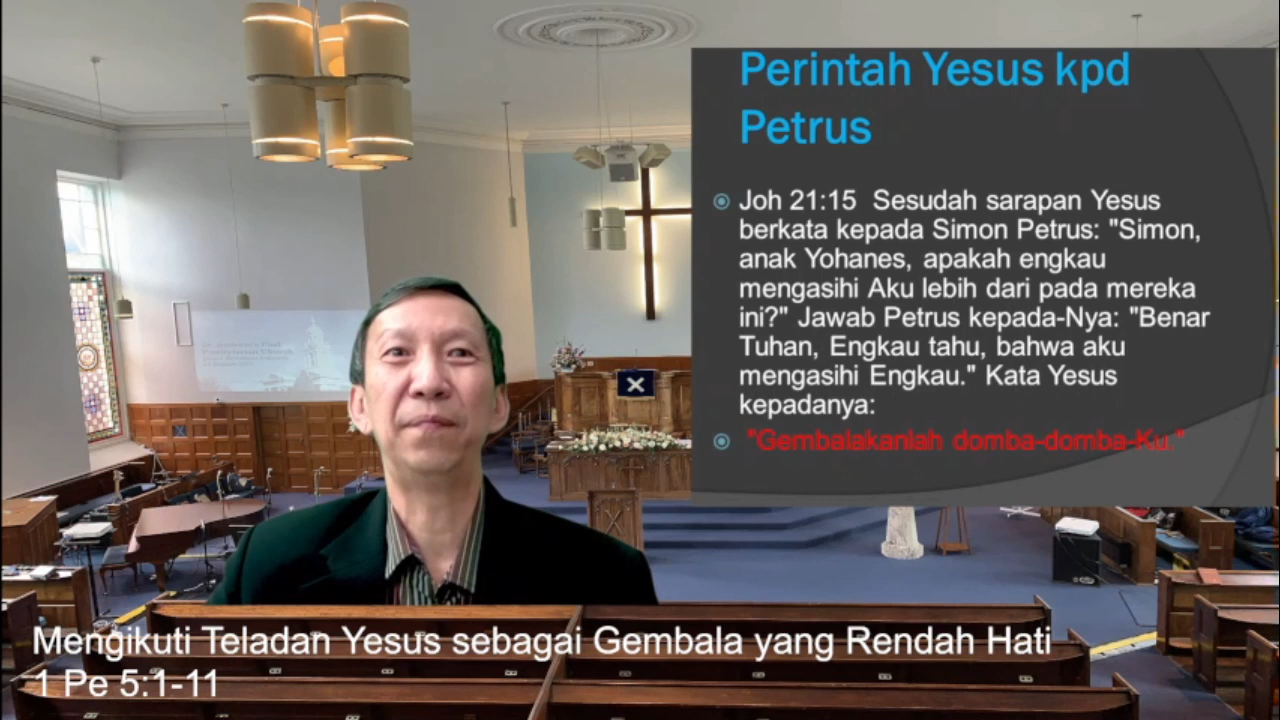 Perintah Yesus kpd
Petrus
Joh 21:15  Sesudah sarapan Yesus
berkata kepada Simon Petrus: "Simon,
anak Yohanes, apakah engkau
mengasihi Aku lebih dari pada mereka
ini?" Jawab Petrus kepada-Nya: "Benar
Tuhan, Engkau tahu, bahwa aku
mengasihi Engkau." Kata Yesus
kepadanya:
"Gembalakanlah domba-domba-Ku."
Presbyterian Church
Mengikuti Teladan Yesus sebagai Gembala yang Rendah Hati
1 Pe 5:1-11